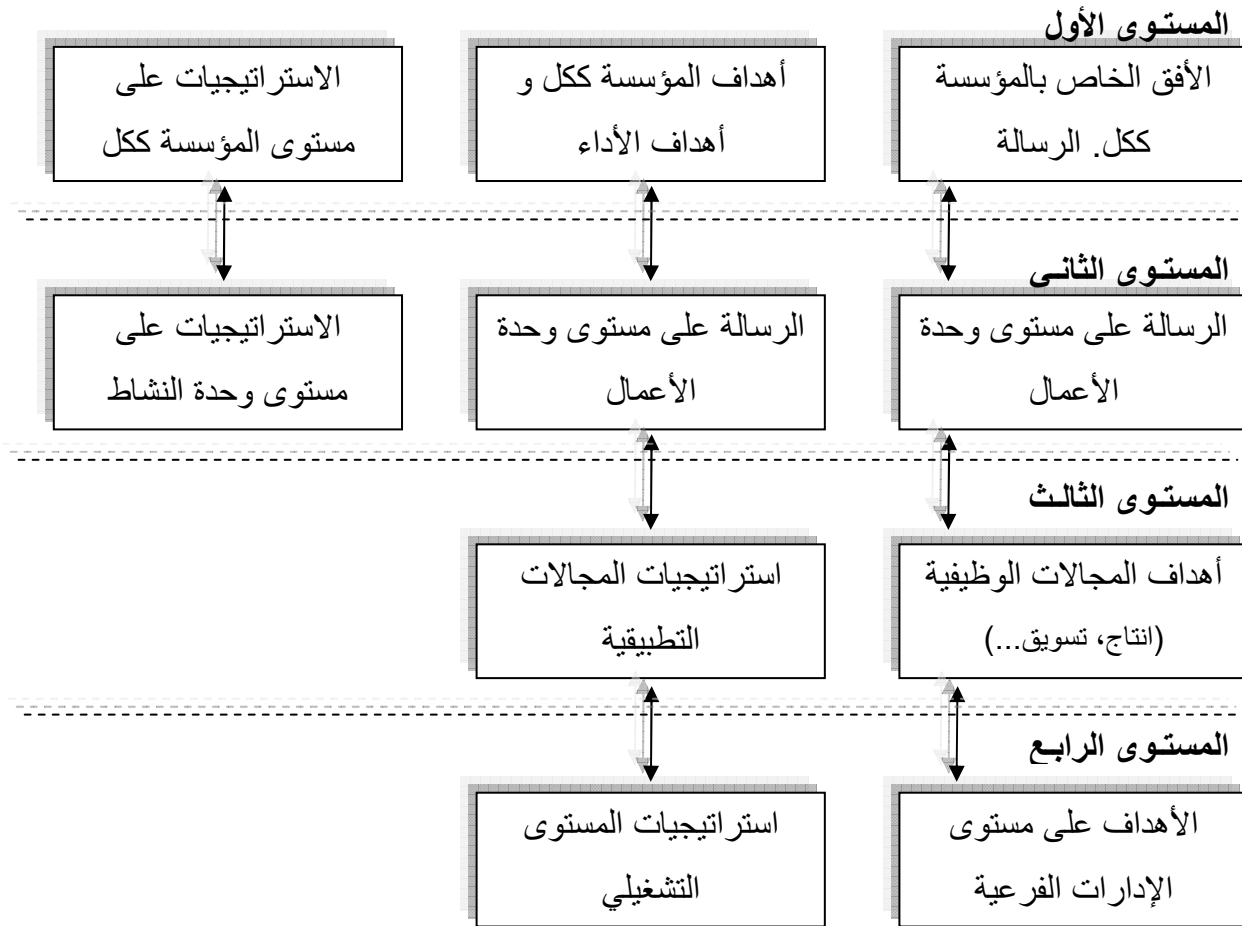 المستوى الأول
الأفق الخاص بالمؤسسة
ككل. الرسالة
أهداف المؤسسة ككل و
أهداف الأداء
الاستراتيجيات على
مستوى المؤسسة ككل
المستوى الثاني
الرسالة على مستوى وحدة
الأعمال
الرسالة على مستوى وحدة
الأعمال
الاستراتيجيات على
مستوى وحدة النشاط
المستوى الثالث
أهداف المجالات الوظيفية
(انتاج، تسويق...)
استراتيجيات المجالات
التطبيقية
المستوى الرابع
الأهداف على مستوى
الإدارات الفرعية
استراتيجيات المستوى
التشغيلي